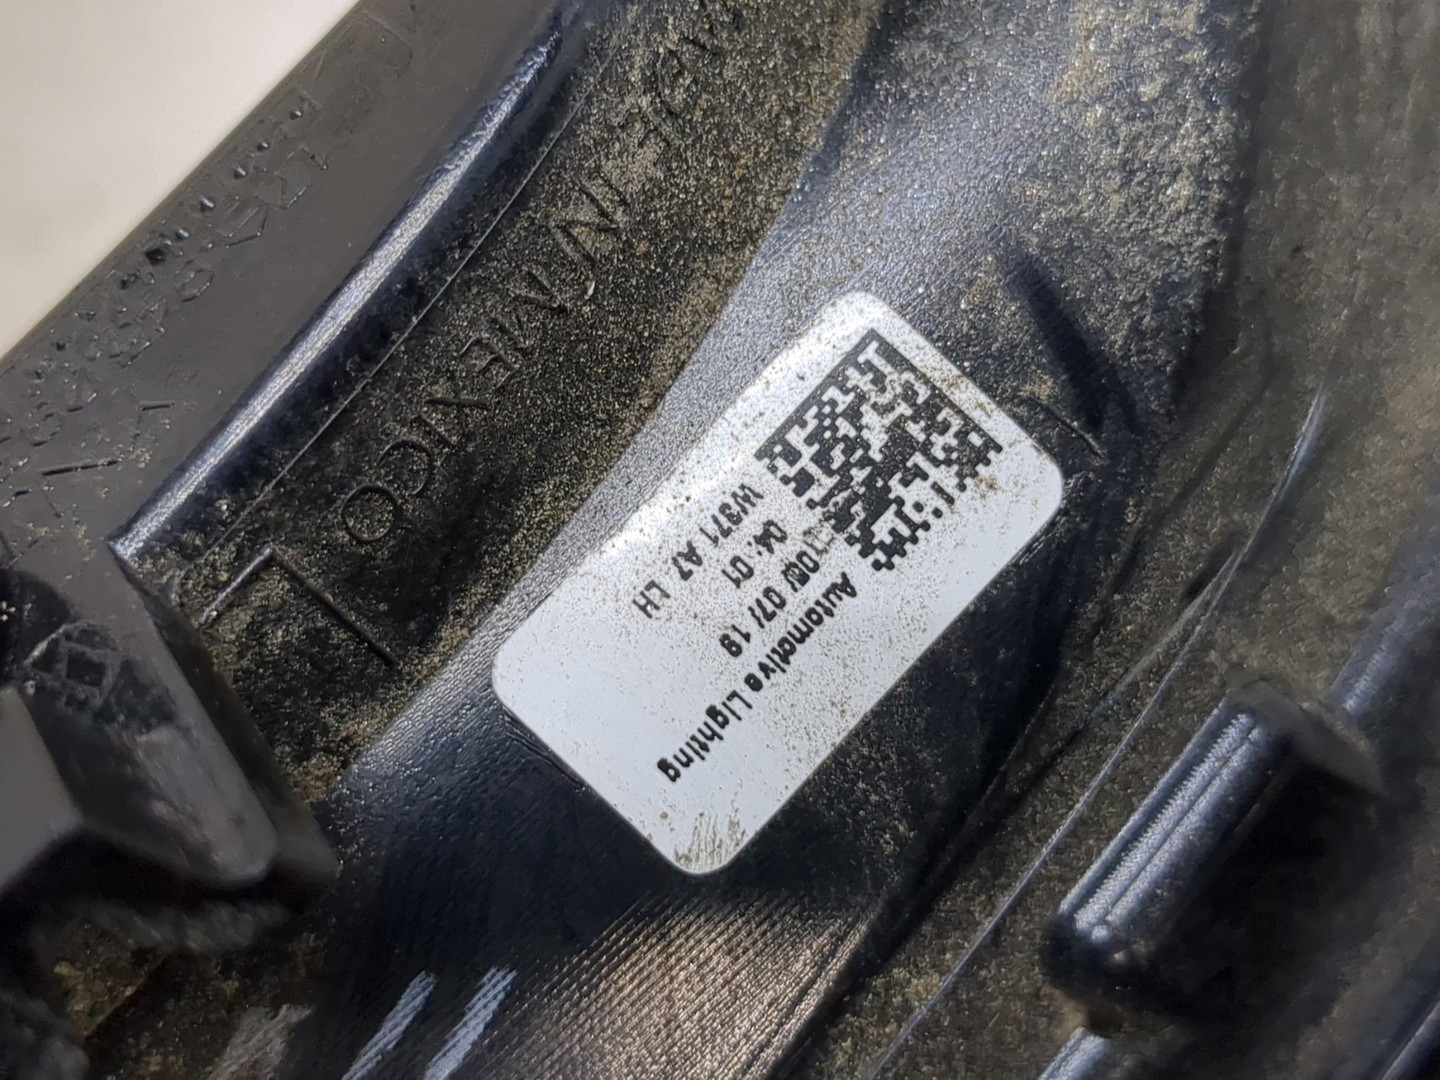 IN MEXICO
L
Automotive Lighting
07/ 19
04: 01
W371 A7 LH